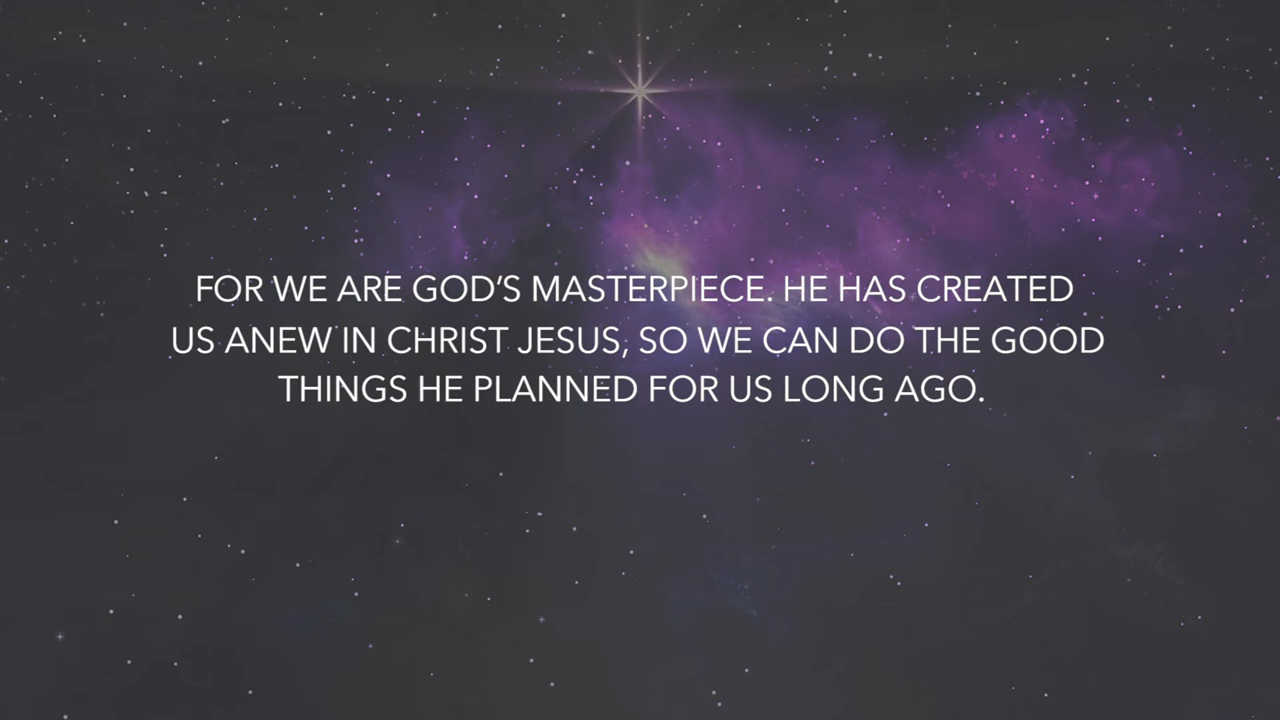 FOR WE ARE GOD’S MASTERPIECE. HE HAS CREATED
US ANEW IN CHRIST JESUS, SO WE CAN DO THE GOOD
THINGS HE PLANNED FOR US LONG AGO.